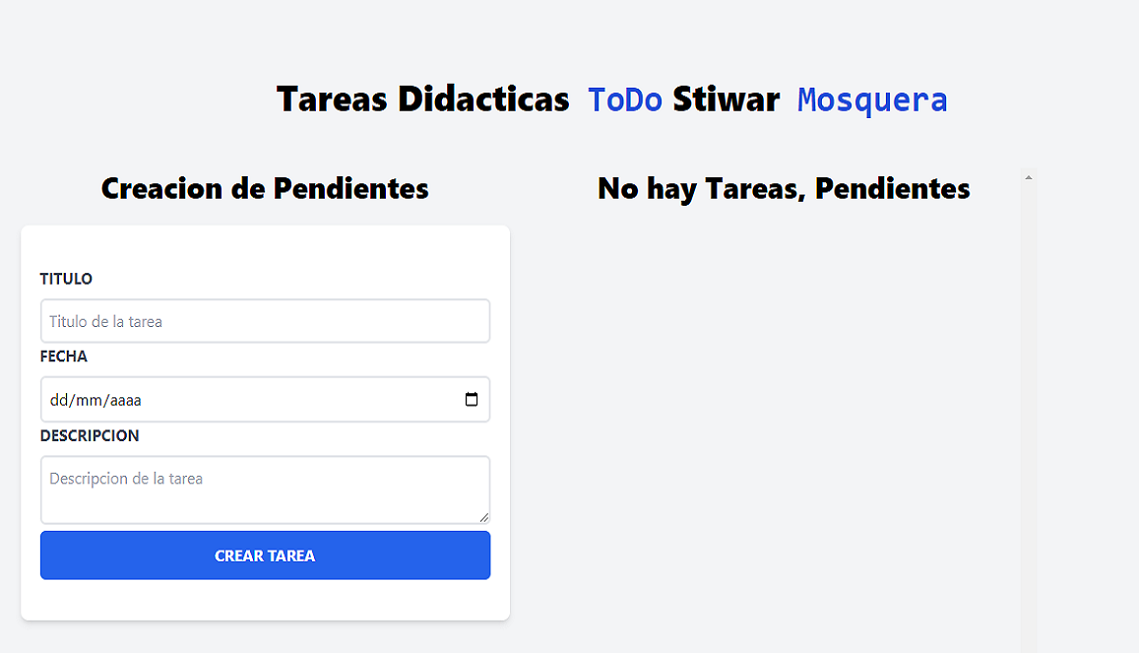 Tareas Didacticas ToDo Stiwar Mosquera
Creacion de Pendientes
TITULO
Titulo de la tarea
FECHA
dd/mm/aaaa
DESCRIPCION
Descripcion de la tarea
CREAR TAREA
No hay Tareas, Pendientes